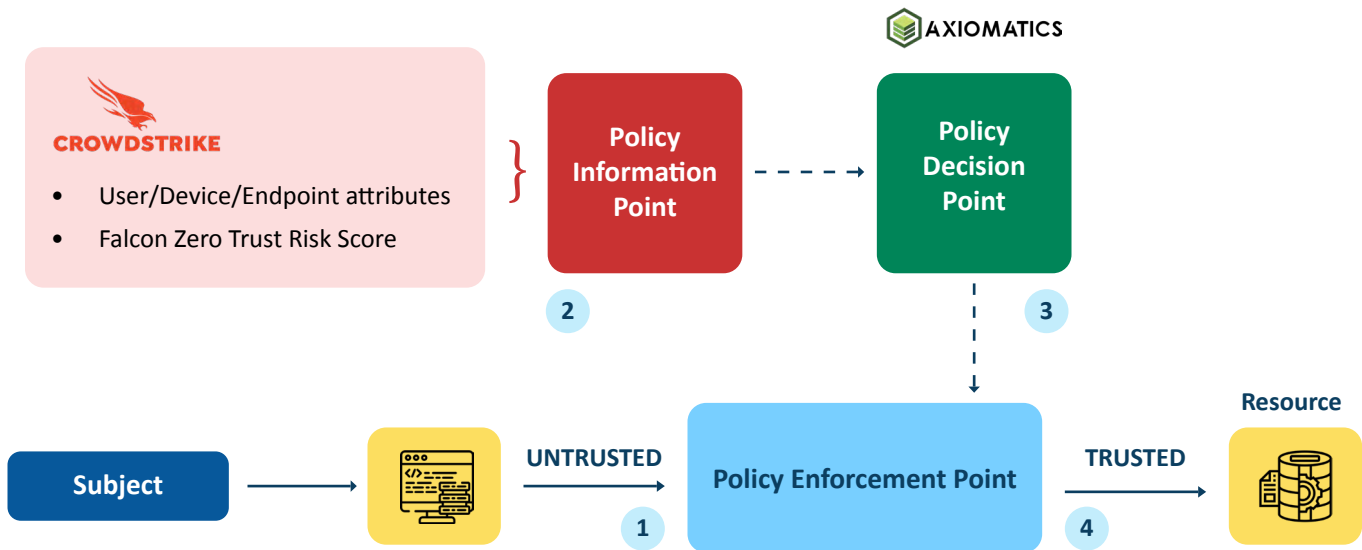 AXIOMATICS
CROWDSTRIKE
• User/Device/Endpoint attributes
• Falcon Zero Trust Risk Score
}
Policy
Information
Point
Policy
Decision
Point
2
3
Subject
</>
UNTRUSTED
1
Policy Enforcement Point
TRUSTED
4
Resource